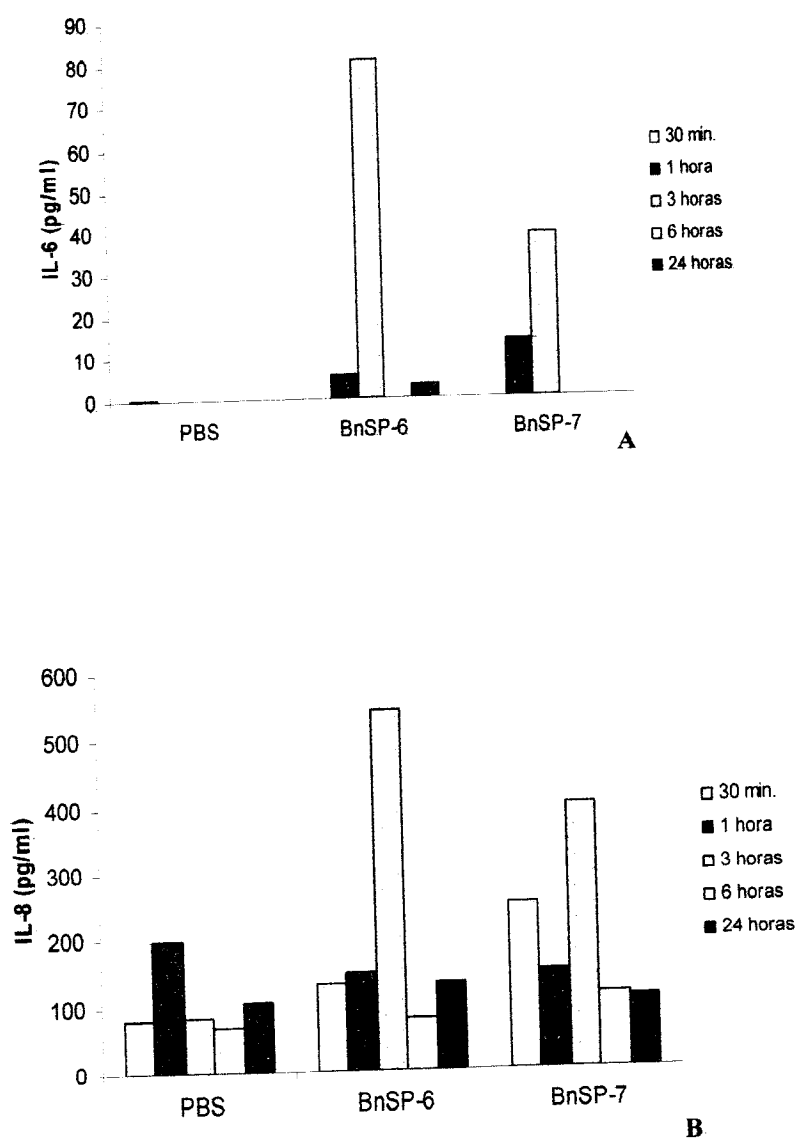 90
80
70
60
50
40
30
20
10
0
IL-6 (pg/ml)
PBS
BnSP-6
BnSP-7
30 min.
1 hora
3 horas
6 horas
24 horas
A
600
500
400
300
200
100
0
IL-8 (pg/ml)
PBS
BnSP-6
BnSP-7
30 min.
1 hora
3 horas
6 horas
24 horas
B